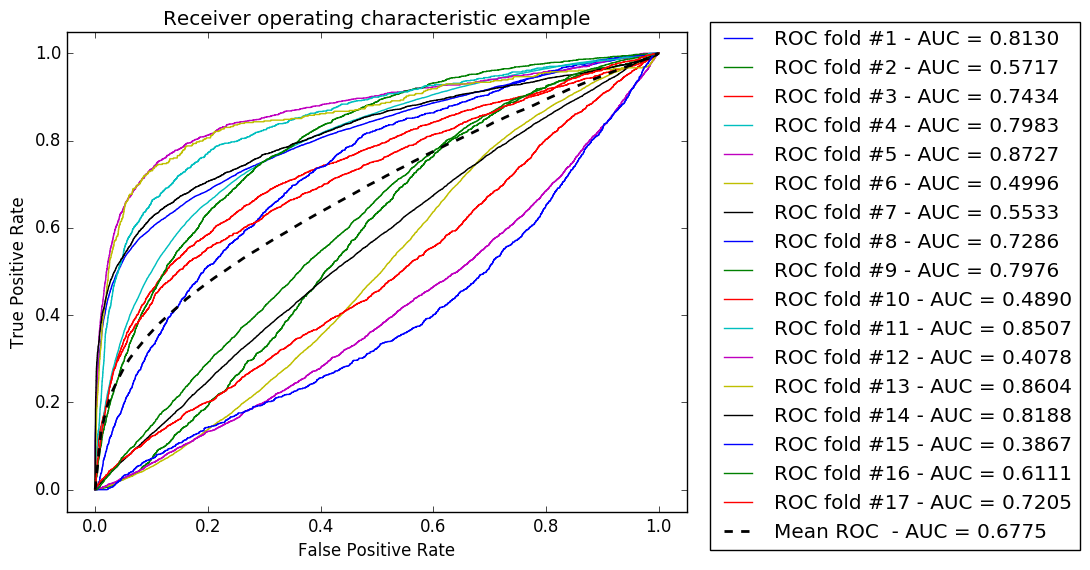 Receiver operating characteristic example
True Positive Rate
1.0
0.8
0.6
0.4
0.2
0.0
0.0 0.2 0.4 0.6 0.8 1.0
False Positive Rate
ROC fold #1 - AUC = 0.8130
ROC fold #2 - AUC = 0.5717
ROC fold #3 - AUC = 0.7434
ROC fold #4 - AUC = 0.7983
ROC fold #5 - AUC = 0.8727
ROC fold #6 - AUC = 0.4996
ROC fold #7 - AUC = 0.5533
ROC fold #8 - AUC = 0.7286
ROC fold #9 - AUC = 0.7976
ROC fold #10 - AUC = 0.4890
ROC fold #11 - AUC = 0.8507
ROC fold #12 - AUC = 0.4078
ROC fold #13 - AUC = 0.8604
ROC fold #14 - AUC = 0.8188
ROC fold #15 - AUC = 0.3867
ROC fold #16 - AUC = 0.6111
ROC fold #17 - AUC = 0.7205
Mean ROC  - AUC = 0.6775